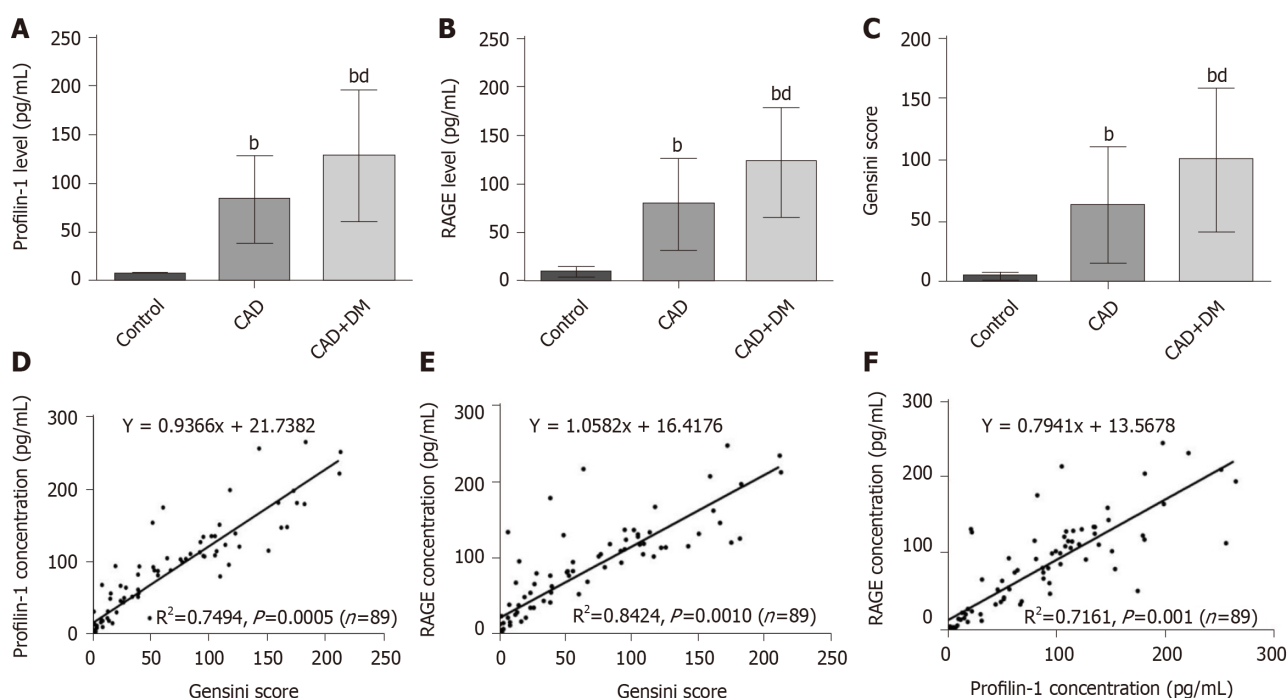 A
Profilin-1 level (pg/mL)
250
200
150
100
50
0
b
bd
Control
CAD
CAD+DM
B
RAGE level (pg/mL)
250
200
150
100
50
0
b
bd
Control
CAD
CAD+DM
C
Gensini score
200
150
100
50
0
b
bd
Control
CAD
CAD+DM
D
Profilin-1 concentration (pg/mL)
300
200
100
0
Y = 0.9366x + 21.7382
R²=0.7494, P=0.0005 (n=89)
0 50 100 150 200 250
Gensini score
E
RAGE concentration (pg/mL)
300
200
100
0
Y = 1.0582x + 16.4176
R²=0.8424, P=0.0010 (n=89)
0 50 100 150 200 250
Gensini score
F
RAGE concentration (pg/mL)
300
200
100
0
Y = 0.7941x + 13.5678
R²=0.7161, P=0.001 (n=89)
0 100 200 300
Profilin-1 concentration (pg/mL)